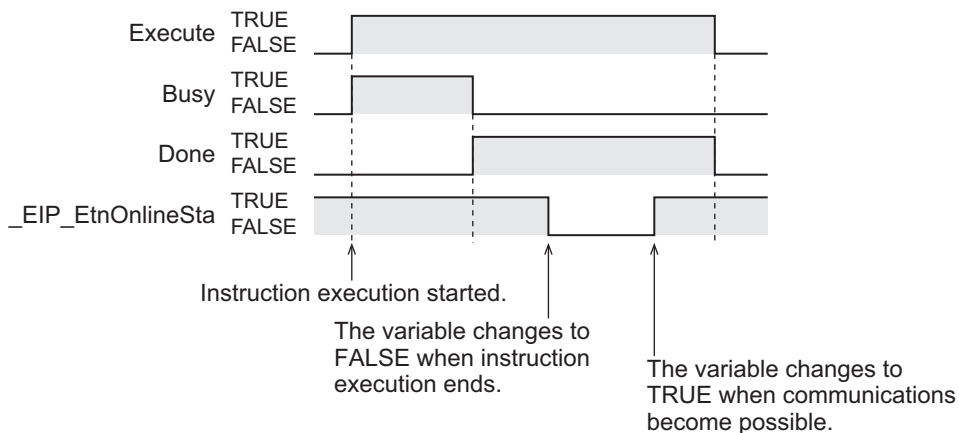 Execute TRUE
FALSE
Busy TRUE
FALSE
Done TRUE
FALSE
_EIP_EtnOnlineSta TRUE
FALSE
Instruction execution started.
The variable changes to
FALSE when instruction
execution ends.
The variable changes to
TRUE when communications
become possible.